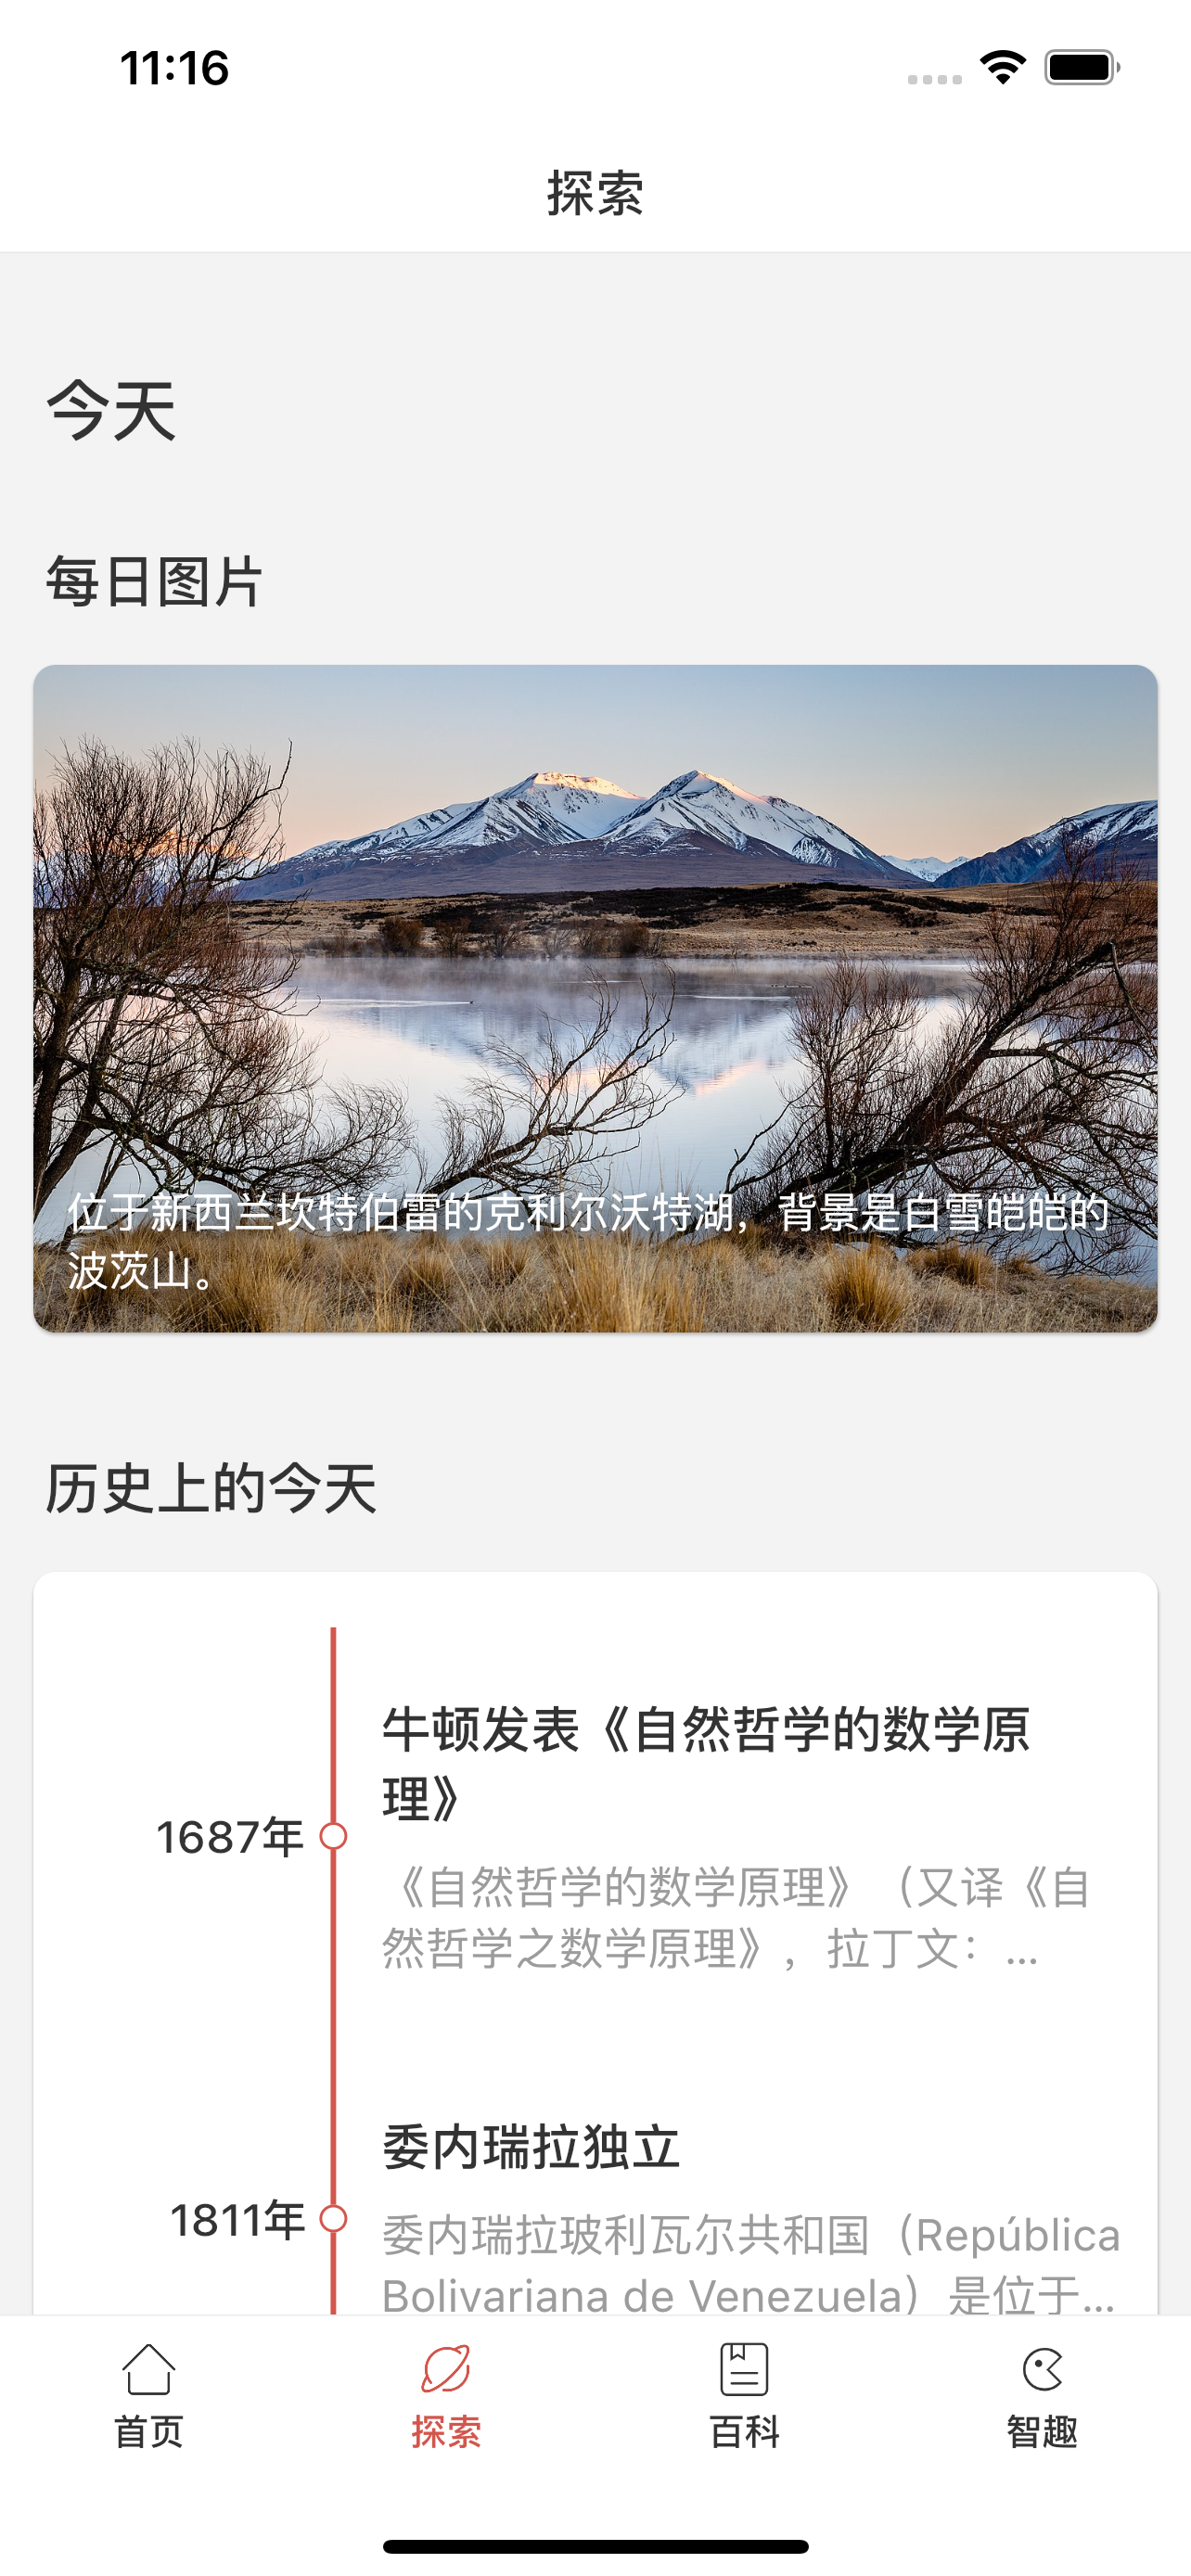 11:16
探索
今天
每日图片
位于新西兰坎特伯雷的克利尔沃特湖，背景是白雪皑皑的
波茨山。
历史上的今天
1687年
牛顿发表《自然哲学的数学原
理》
《自然哲学的数学原理》（又译《自
然哲学之数学原理》，拉丁文：...
1811年
委内瑞拉独立
委内瑞拉玻利瓦尔共和国（República
Bolivariana de Venezuela）是位于...
首页
探索
百科
智趣